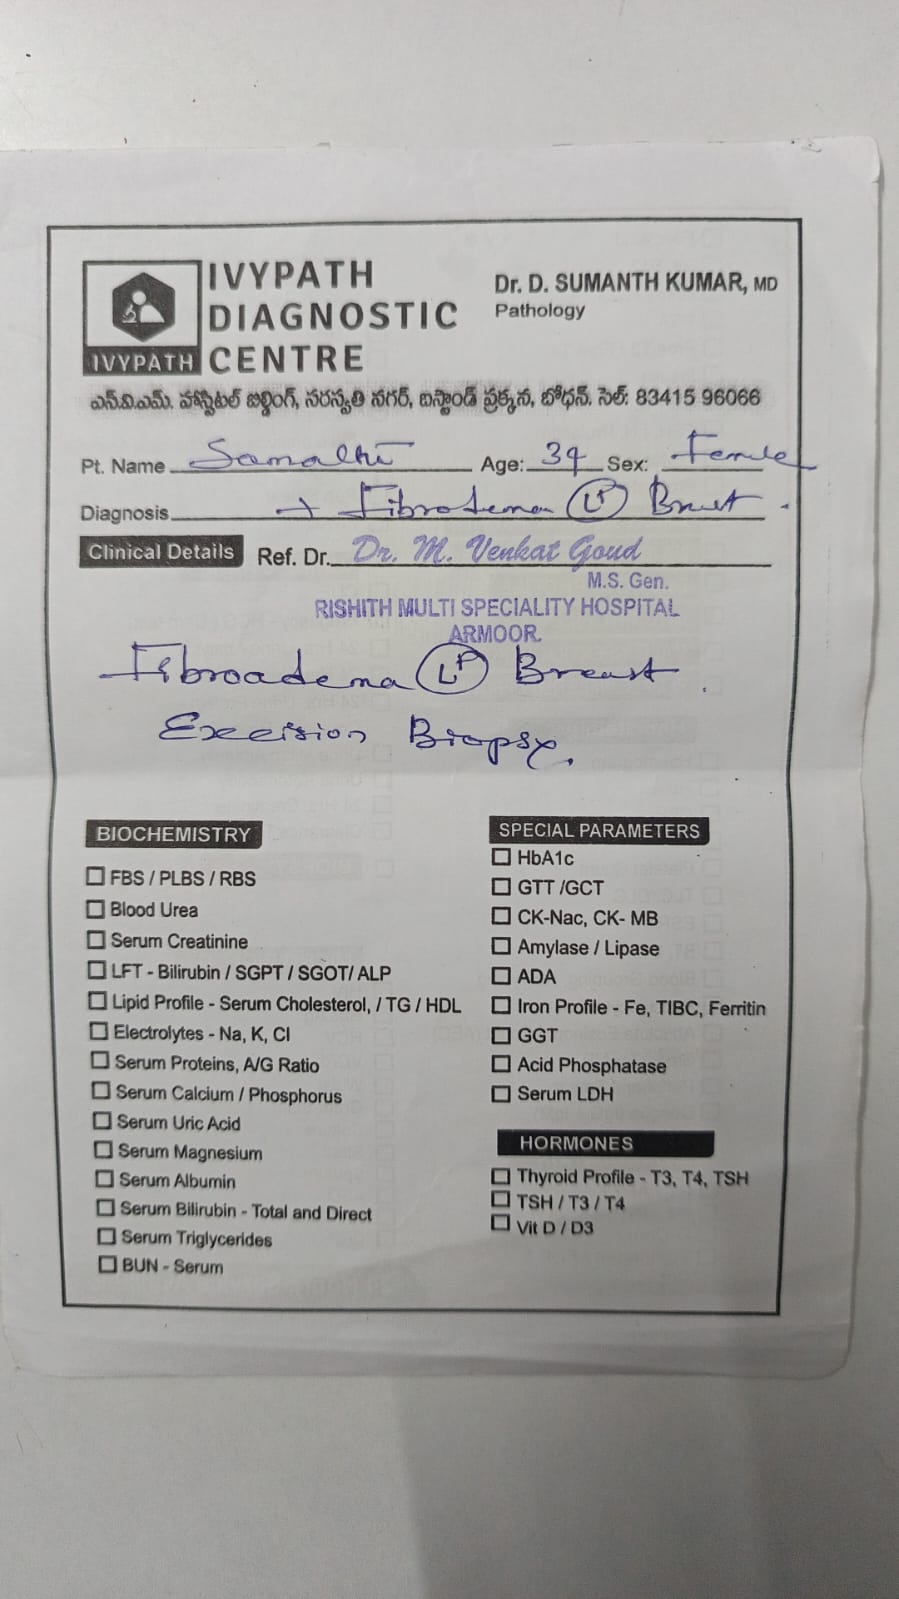 IVYPATH
DIAGNOSTIC
CENTRE
IVYPATH
Dr. D. SUMANTH KUMAR, MD
Pathology
ఎన్.వి.ఎమ్. హాస్పిటల్ బిల్డింగ్, సరస్వతి నగర్, బస్టాండ్ ప్రక్కన, బోధన్. సెల్: 83415 96066
Pt. Name Age: Sex: Female
Diagnosis Lt Breast
Clinical Details Ref. Dr. Dr. M. Venkat Goud
M.S. Gen.
RISHITH MULTI SPECIALITY HOSPITAL
ARMOOR.
Fibroadema Lt Breast
Excision Biopsy.
BIOCHEMISTRY
FBS / PLBS / RBS
Blood Urea
Serum Creatinine
LFT - Bilirubin / SGPT / SGOT/ ALP
Lipid Profile - Serum Cholesterol, / TG / HDL
Electrolytes - Na, K, Cl
Serum Proteins, A/G Ratio
Serum Calcium / Phosphorus
Serum Uric Acid
Serum Magnesium
Serum Albumin
Serum Bilirubin - Total and Direct
Serum Triglycerides
BUN - Serum
SPECIAL PARAMETERS
HbA1c
GTT /GCT
CK-Nac, CK- MB
Amylase / Lipase
ADA
Iron Profile - Fe, TIBC, Ferritin
GGT
Acid Phosphatase
Serum LDH
HORMONES
Thyroid Profile - T3, T4, TSH
TSH / T3 / T4
Vit D / D3